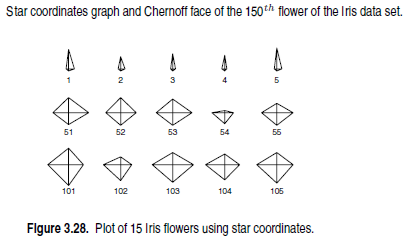 Star coordinates graph and Chernoff face of the 150th flower of the Iris data set.
1 2 3 4 5
51 52 53 54 55
101 102 103 104 105
Figure 3.28. Plot of 15 Iris flowers using star coordinates.